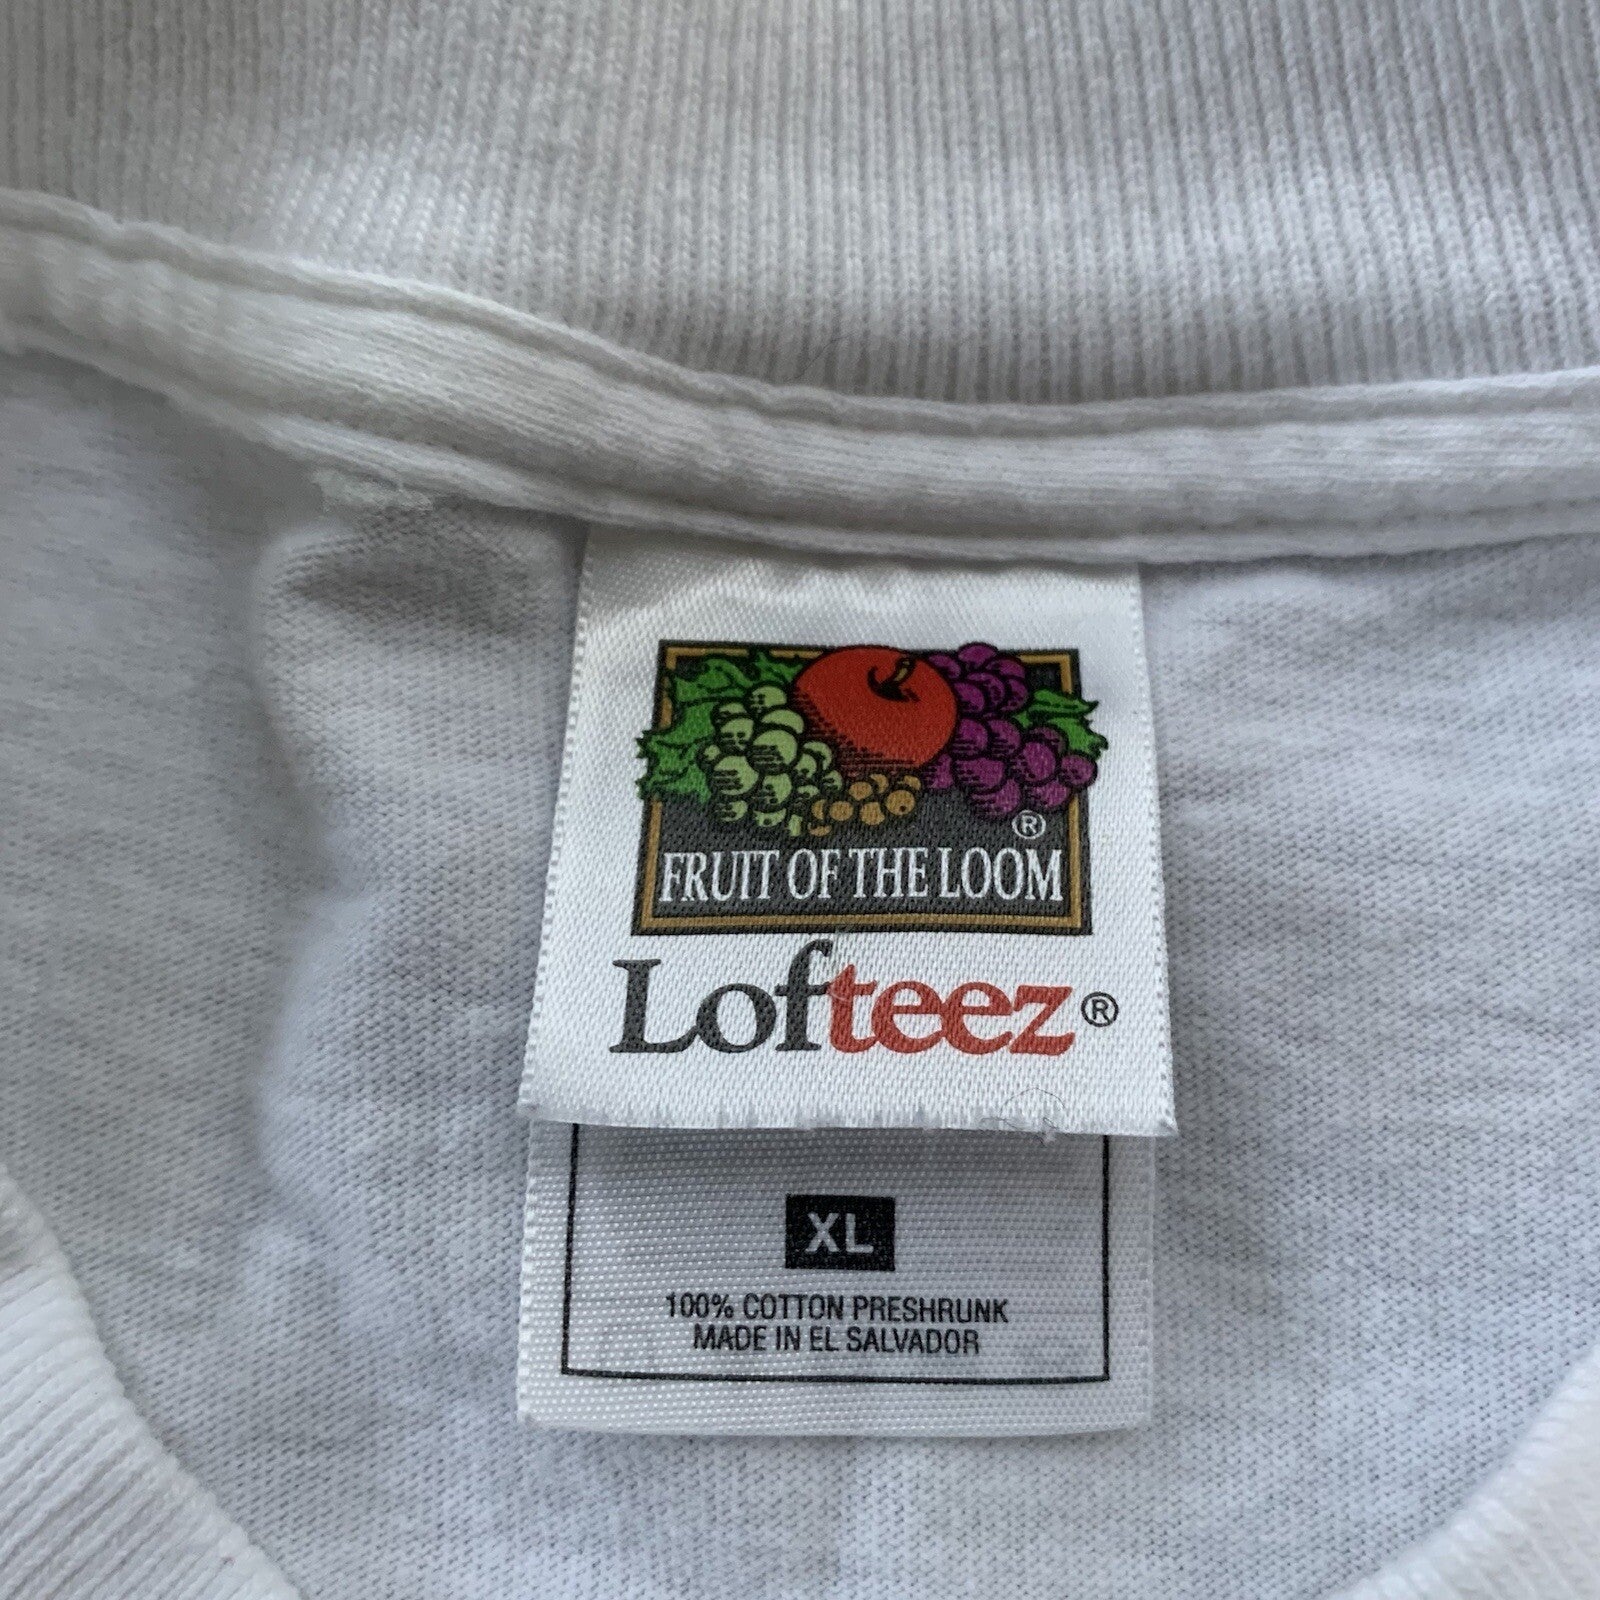 ®
FRUIT OF THE LOOM
Lofteez®
XL
100% COTTON PRESHRUNK
MADE IN EL SALVADOR